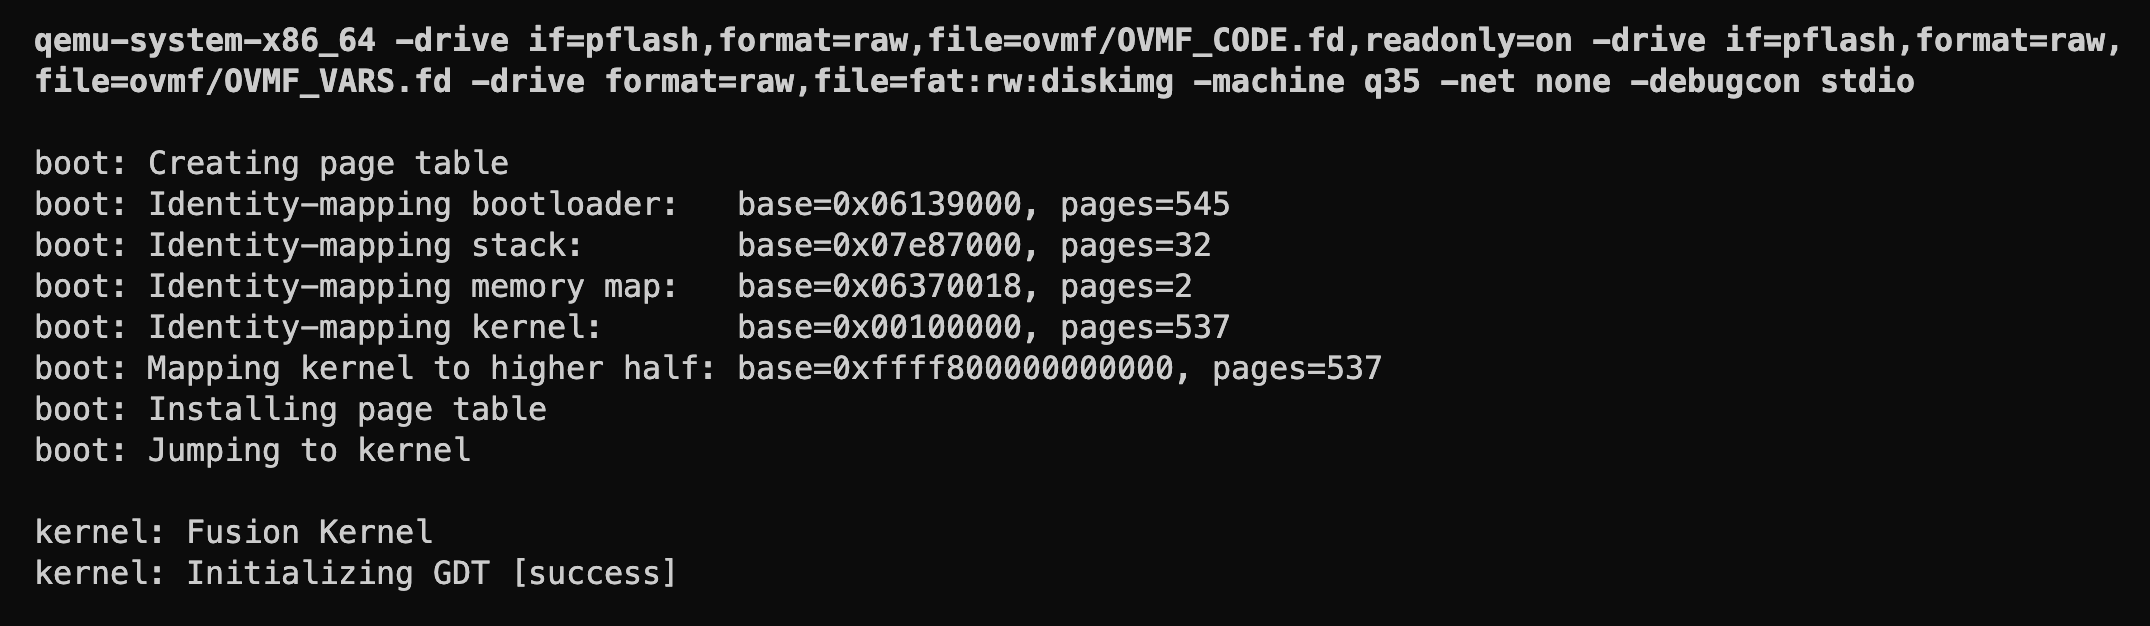 qemu-system-x86_64 -drive if=pflash,format=raw,file=ovmf/OVMF_CODE.fd,readonly=on -drive if=pflash,format=raw,
file=ovmf/OVMF_VARS.fd -drive format=raw,file=fat:rw:diskimg -machine q35 -net none -debugcon stdio
boot: Creating page table
boot: Identity-mapping bootloader:   base=0x06139000, pages=545
boot: Identity-mapping stack:        base=0x07e87000, pages=32
boot: Identity-mapping memory map:   base=0x06370018, pages=2
boot: Identity-mapping kernel:       base=0x00100000, pages=537
boot: Mapping kernel to higher half: base=0xffff800000000000, pages=537
boot: Installing page table
boot: Jumping to kernel
kernel: Fusion Kernel
kernel: Initializing GDT [success]